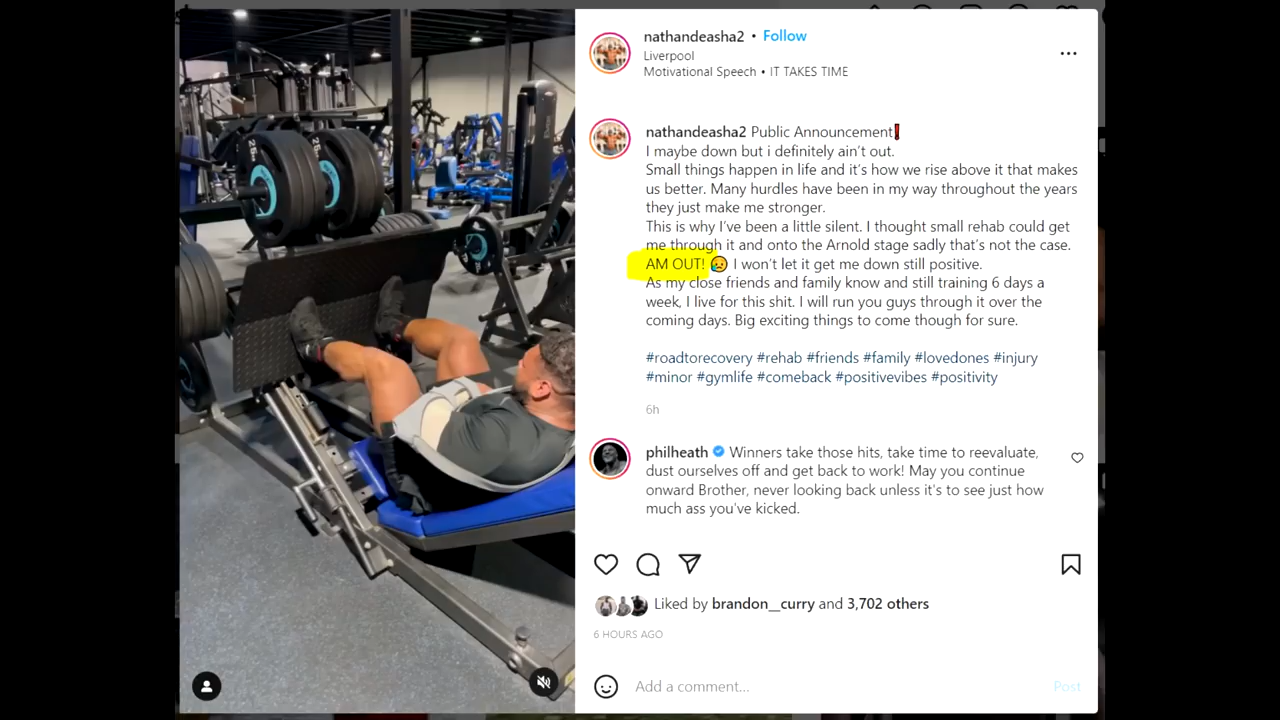 nathandeasha2 • Follow
Liverpool
Motivational Speech • IT TAKES TIME
nathandeasha2 Public Announcement❗
I maybe down but i definitely ain't out.
Small things happen in life and it's how we rise above it that makes
us better. Many hurdles have been in my way throughout the years
they just make me stronger.
This is why I've been a little silent. I thought small rehab could get
me through it and onto the Arnold stage sadly that's not the case.
AM OUT! 😥 I won't let it get me down still positive.
As my close friends and family know and still training 6 days a
week, I live for this shit. I will run you guys through it over the
coming days. Big exciting things to come though for sure.
#roadtorecovery #rehab #friends #family #lovedones #injury
#minor #gymlife #comeback #positivevibes #positivity
6h
philheath Winners take those hits, take time to reevaluate,
dust ourselves off and get back to work! May you continue
onward Brother, never looking back unless it's to see just how
much ass you've kicked.
Liked by brandon__curry and 3,702 others
6 HOURS AGO
Add a comment...
Post